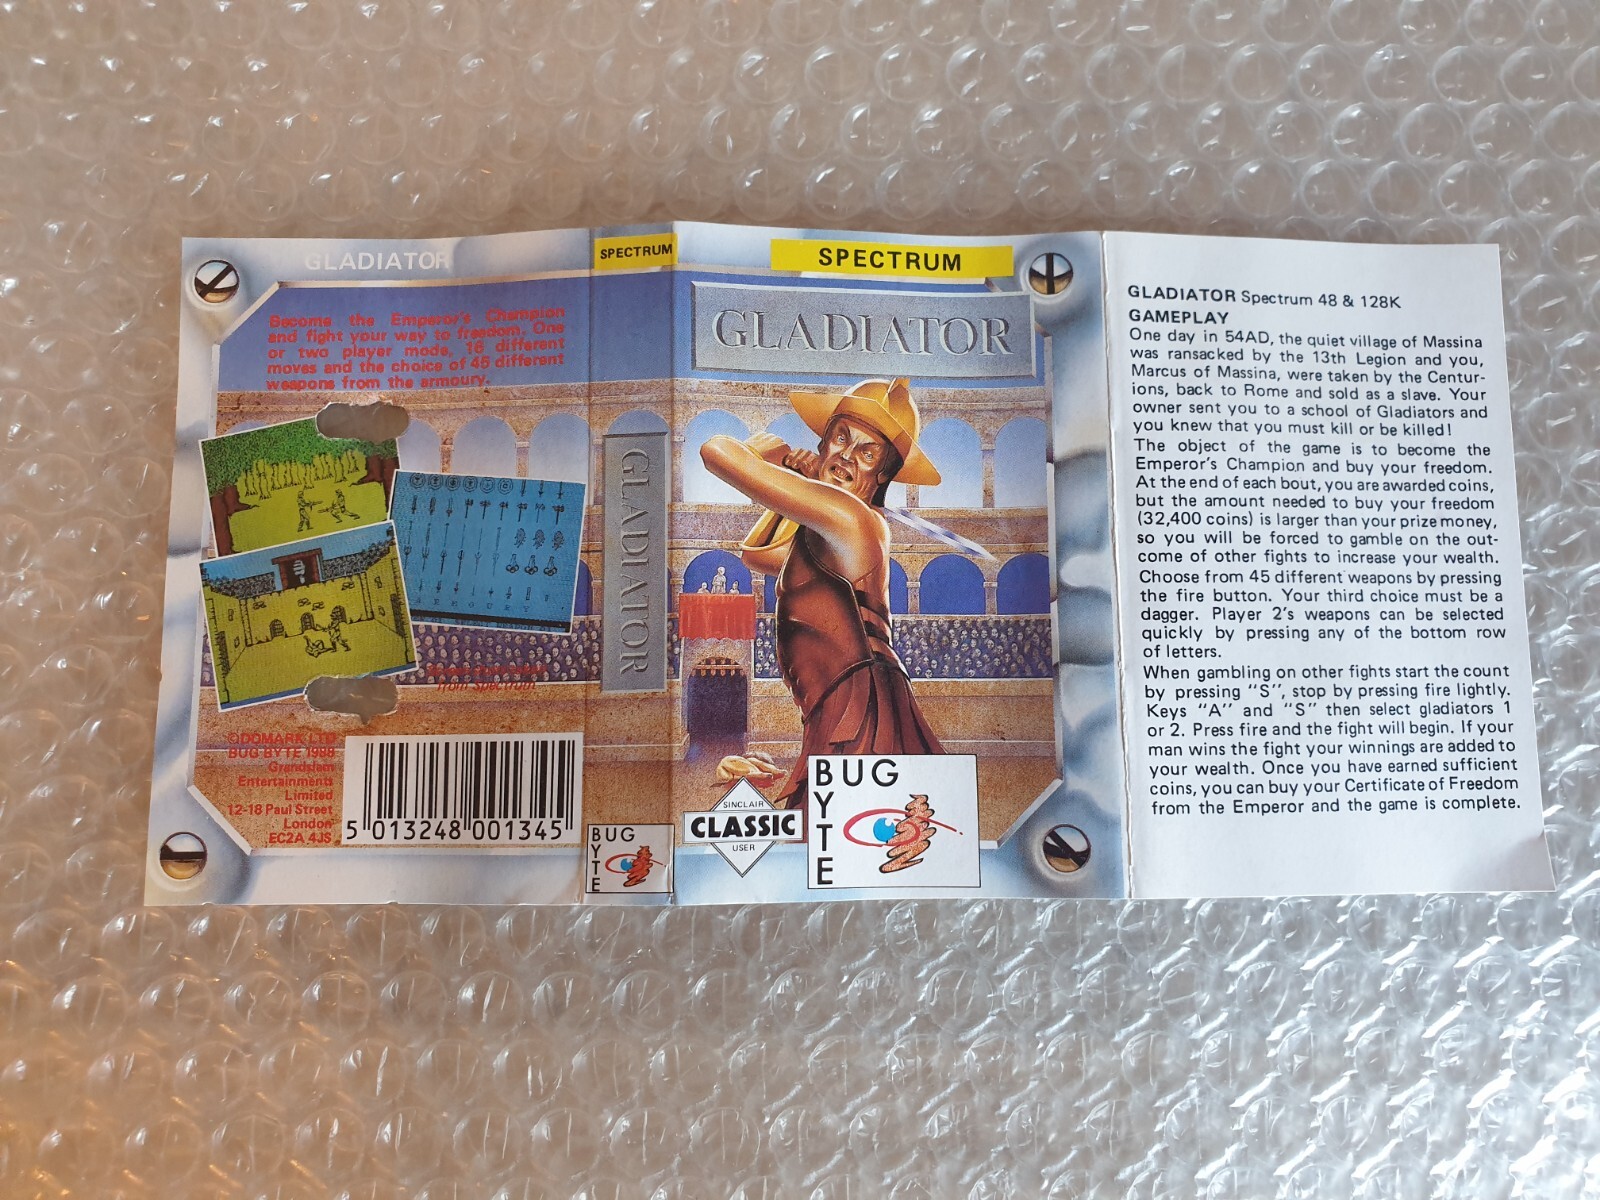 GLADIATOR
Become the Emperor's Champion
and fight your way to freedom. One
or two player mode, 18 different
moves and the choice of 45 different
weapons from the armoury.
ARMOURY
from Spectrum
©DOMARK LTD
BUG BYTE 1989
Grandslam
Entertainments
Limited
12-18 Paul Street
London
EC2A 4JS
5 013248 001345
SPECTRUM
GLADIATOR
BUG
BYTE
SPECTRUM
GLADIATOR
SINCLAIR
CLASSIC
USER
BUG
BYTE
GLADIATOR Spectrum 48 & 128K
GAMEPLAY
One day in 54AD, the quiet village of Massina
was ransacked by the 13th Legion and you,
Marcus of Massina, were taken by the Centur-
ions, back to Rome and sold as a slave. Your
owner sent you to a school of Gladiators and
you knew that you must kill or be killed!
The object of the game is to become the
Emperor's Champion and buy your freedom.
At the end of each bout, you are awarded coins,
but the amount needed to buy your freedom
(32,400 coins) is larger than your prize money,
so you will be forced to gamble on the out-
come of other fights to increase your wealth.
Choose from 45 different weapons by pressing
the fire button. Your third choice must be a
dagger. Player 2's weapons can be selected
quickly by pressing any of the bottom row
of letters.
When gambling on other fights start the count
by pressing "S", stop by pressing fire lightly.
Keys "A" and "S" then select gladiators 1
or 2. Press fire and the fight will begin. If your
man wins the fight your winnings are added to
your wealth. Once you have earned sufficient
coins, you can buy your Certificate of Freedom
from the Emperor and the game is complete.